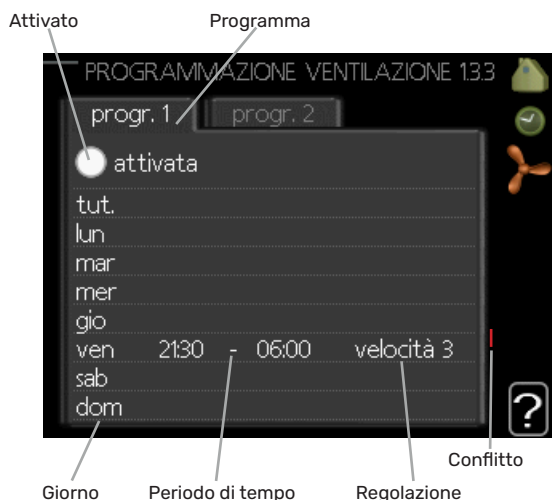 Attivato Programma
PROGRAMMAZIONE VENTILAZIONE 1.3.3
progr. 1 progr. 2
attivata
tut.
lun
mar
mer
gio
ven 21:30 - 06:00 velocità 3
sab
dom
?
Conflitto
Giorno Periodo di tempo Regolazione